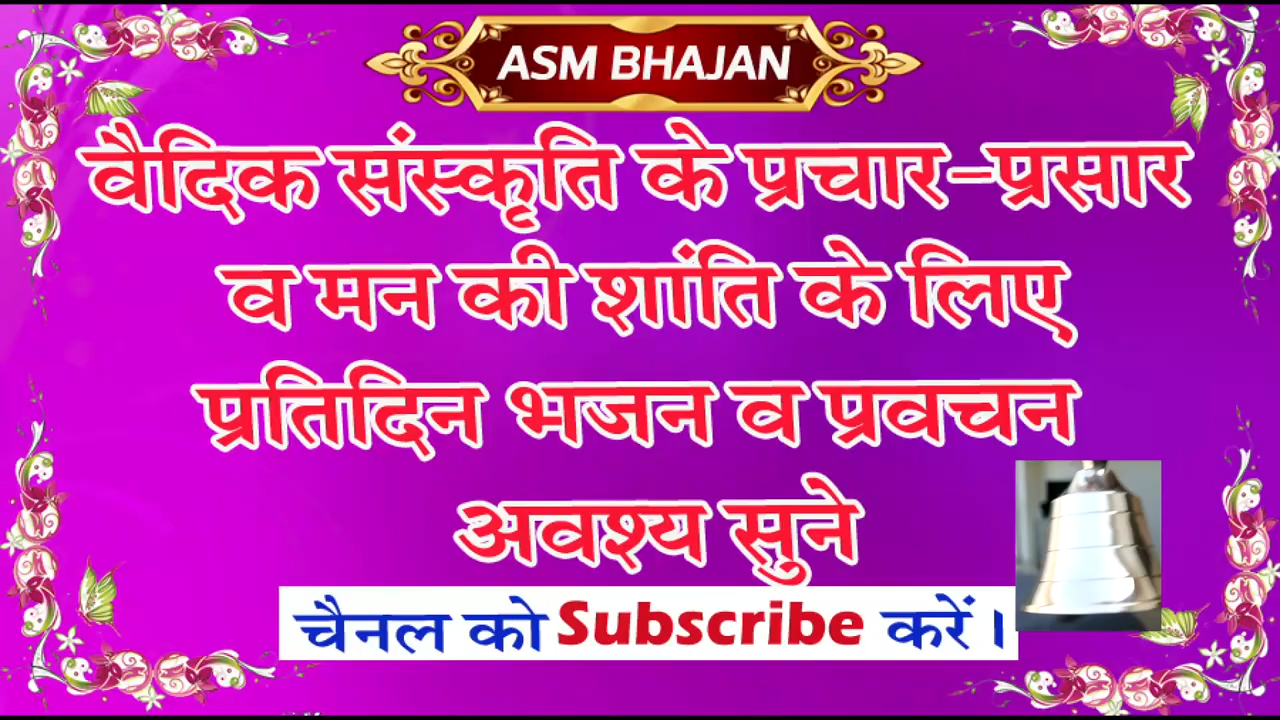 ASM BHAJAN
वैदिक संस्कृति के प्रचार-प्रसार
व मन की शांति के लिए
प्रतिदिन भजन व प्रवचन
अवश्य सुने
चैनल को Subscribe करें।